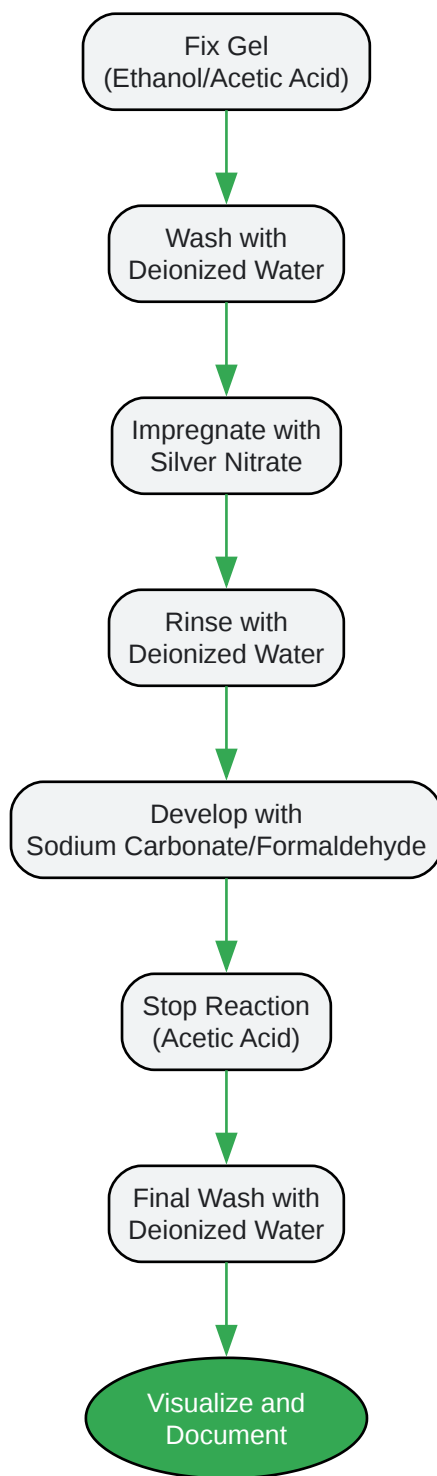 Fix Gel
(Ethanol/Acetic Acid)
Wash with
Deionized Water
Impregnate with
Silver Nitrate
Rinse with
Deionized Water
Develop with
Sodium Carbonate/Formaldehyde
Stop Reaction
(Acetic Acid)
Final Wash with
Deionized Water
Visualize and
Document